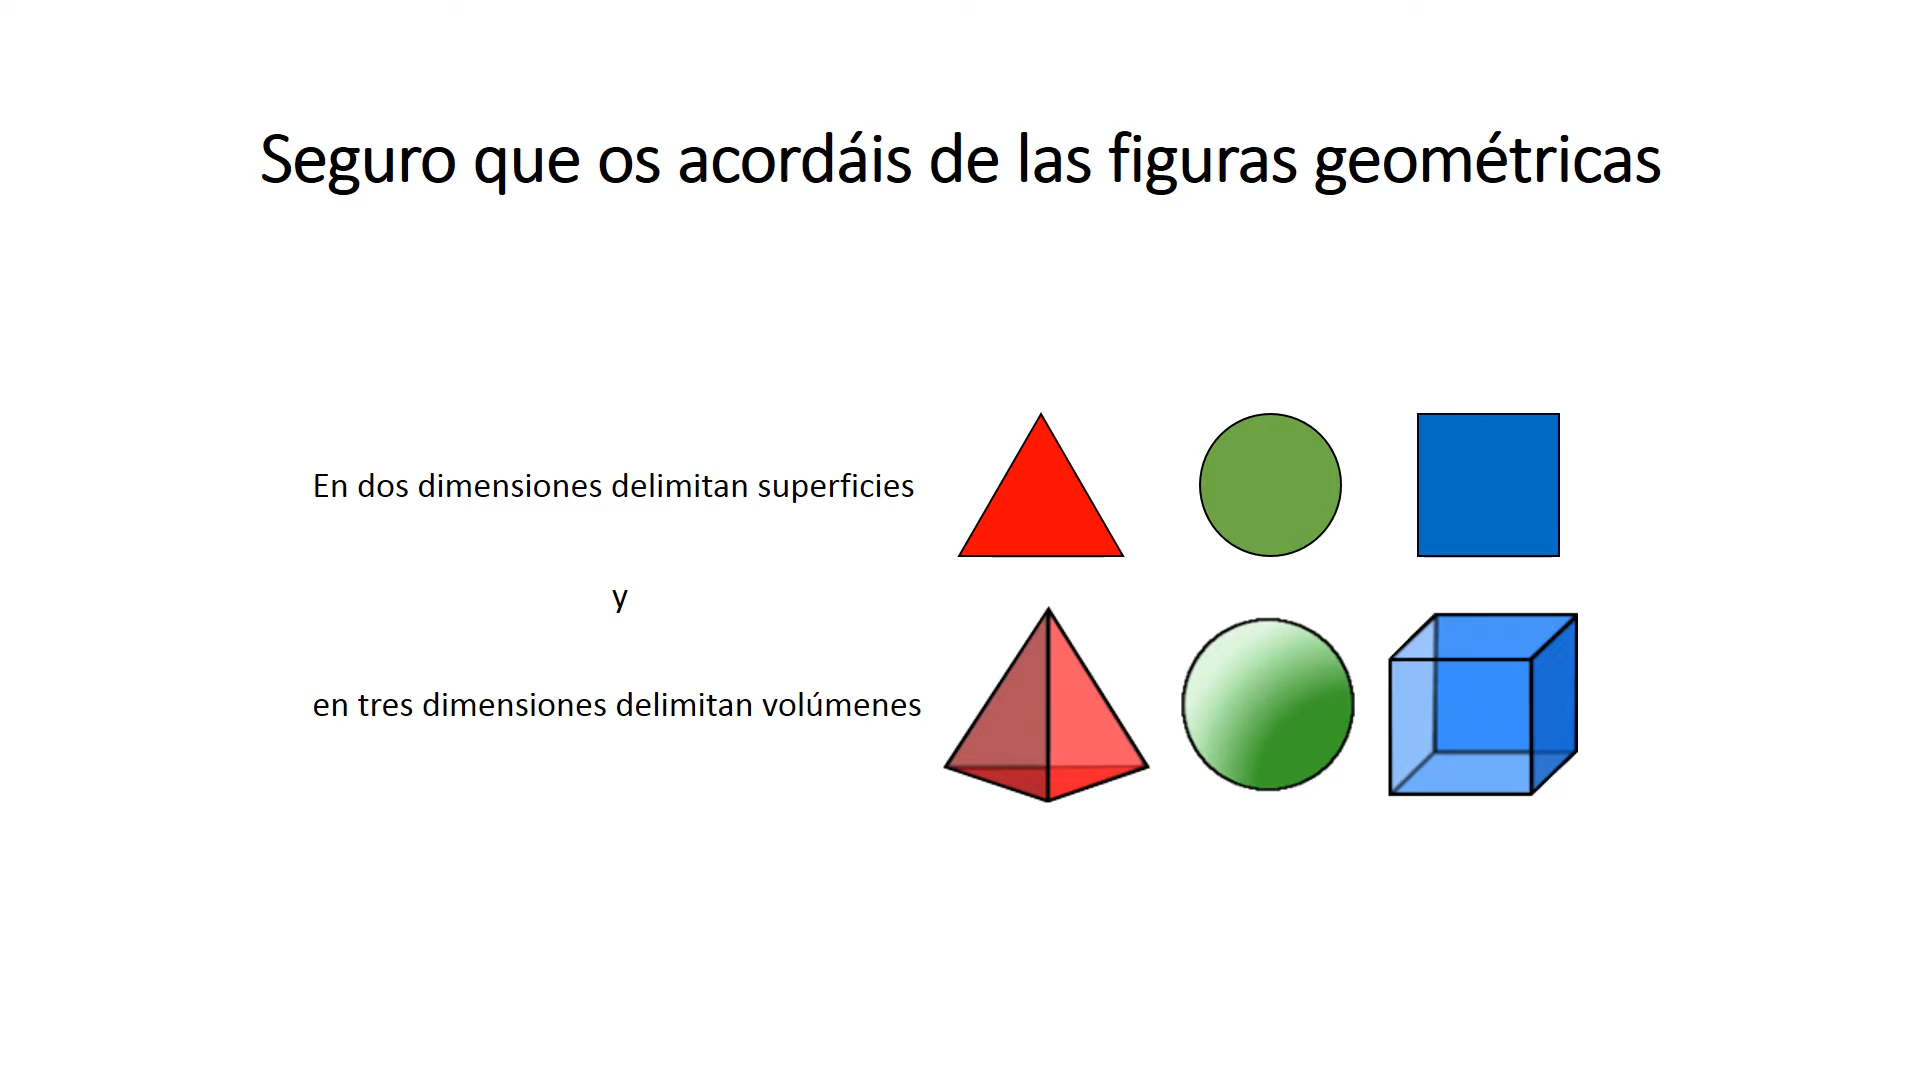 Seguro que os acordáis de las figuras geométricas
En dos dimensiones delimitan superficies
y
en tres dimensiones delimitan volúmenes